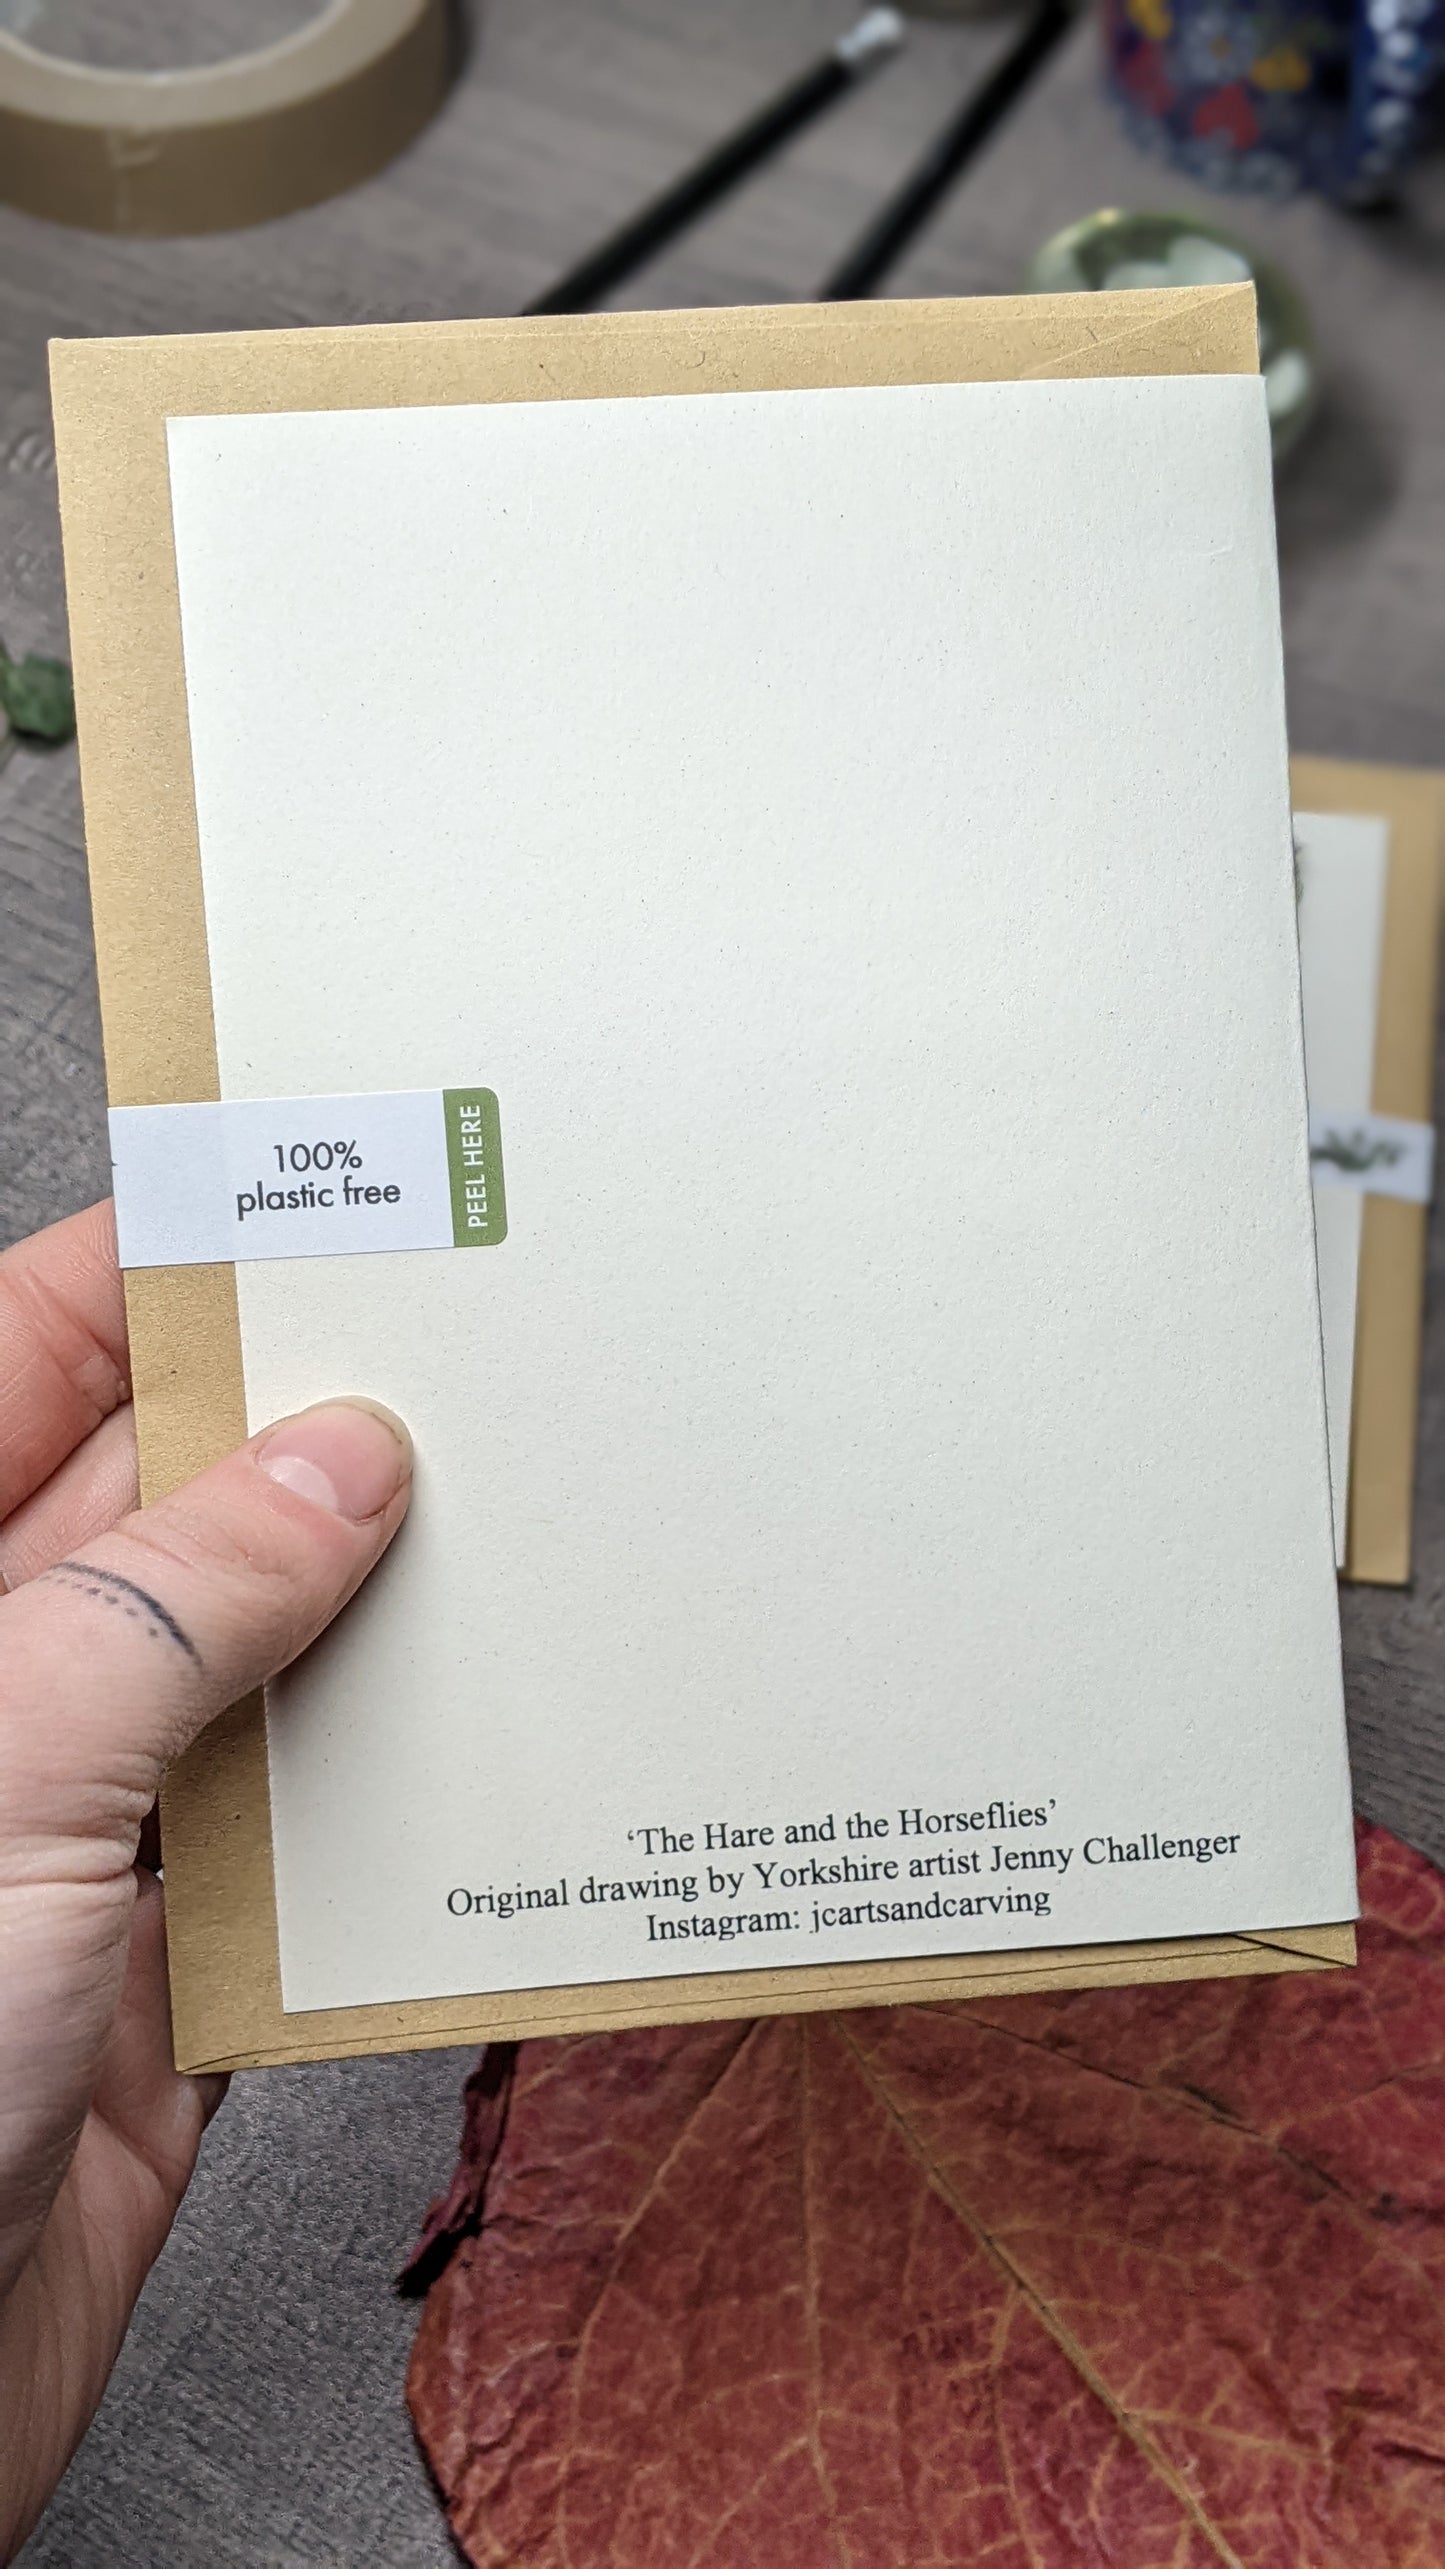 100%
plastic free
PEEL HERE
‘The Hare and the Horseflies’
Original drawing by Yorkshire artist Jenny Challenger
Instagram: jcartsandcarving